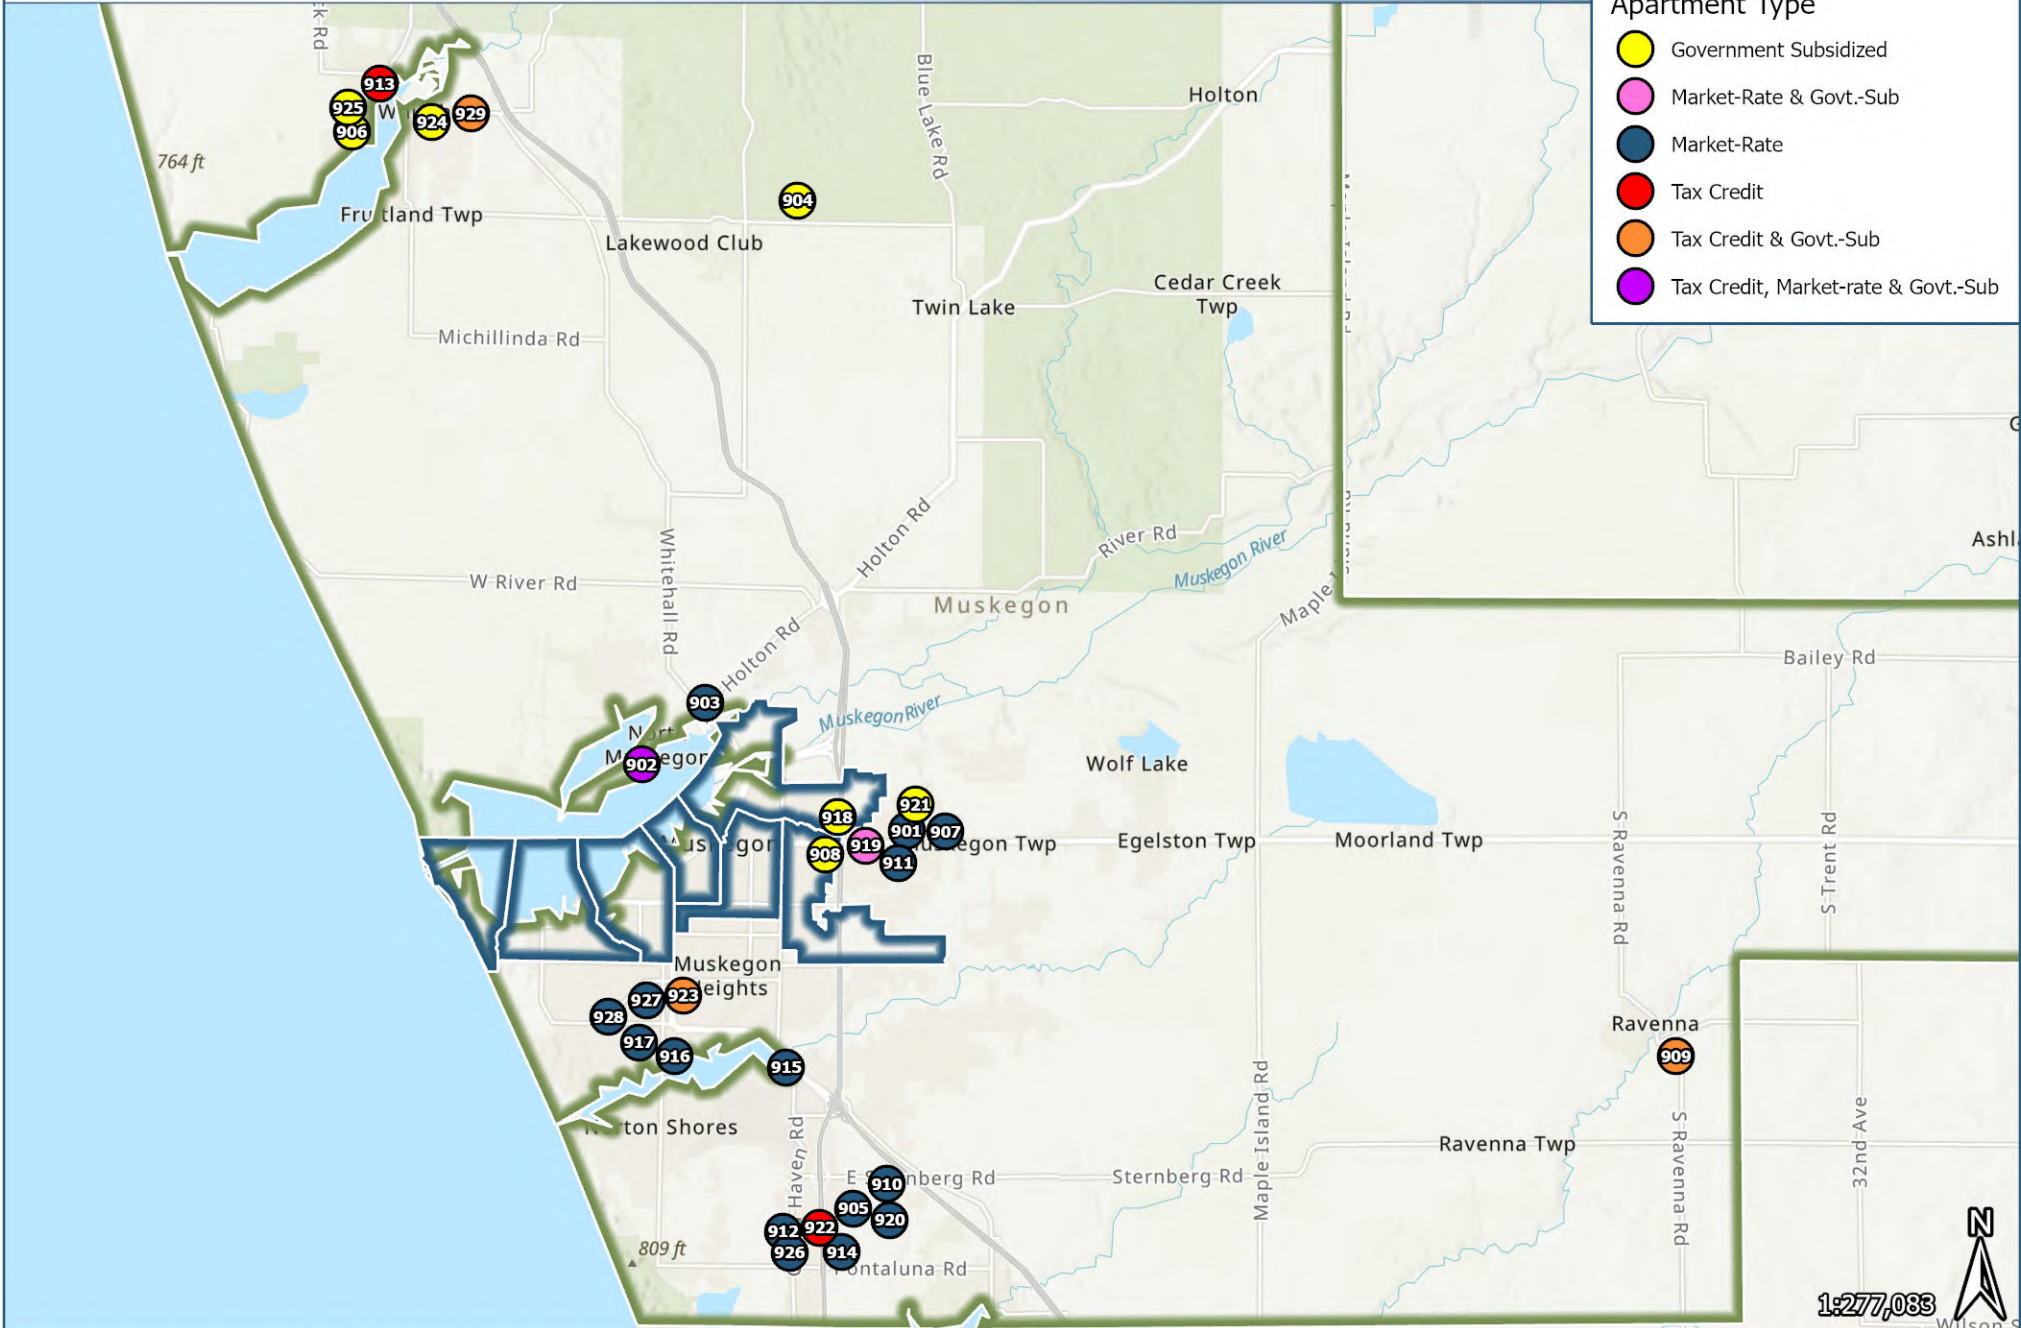 Apartment Type
Government Subsidized
Market-Rate & Govt.-Sub
Market-Rate
Tax Credit
Tax Credit & Govt.-Sub
Tax Credit, Market-rate & Govt.-Sub
Rd
Blue Lake Rd
Holton
913
925
906
924
929
764 ft
904
Fru tland Twp
Lakewood Club
Cedar Creek
Twp
Twin Lake
Michillinda Rd
Holton Rd
River Rd
Muskegon River
Whitehall Rd
W River Rd
Muskegon
Maple
Holton Rd
Bailey Rd
903
Muskegon River
902
Wolf Lake
921
918
901
907
919
908
911
Egelston Twp
Moorland Twp
S Ravenna Rd
S Trent Rd
Muskegon
927
923
928
917
916
915
Ravenna
909
Maple Island Rd
Haven Rd
S Ravenna Rd
32nd Ave
Ravenna Twp
Sternberg Rd
910
905
920
912
922
926
914
809 ft
N
1:277,083